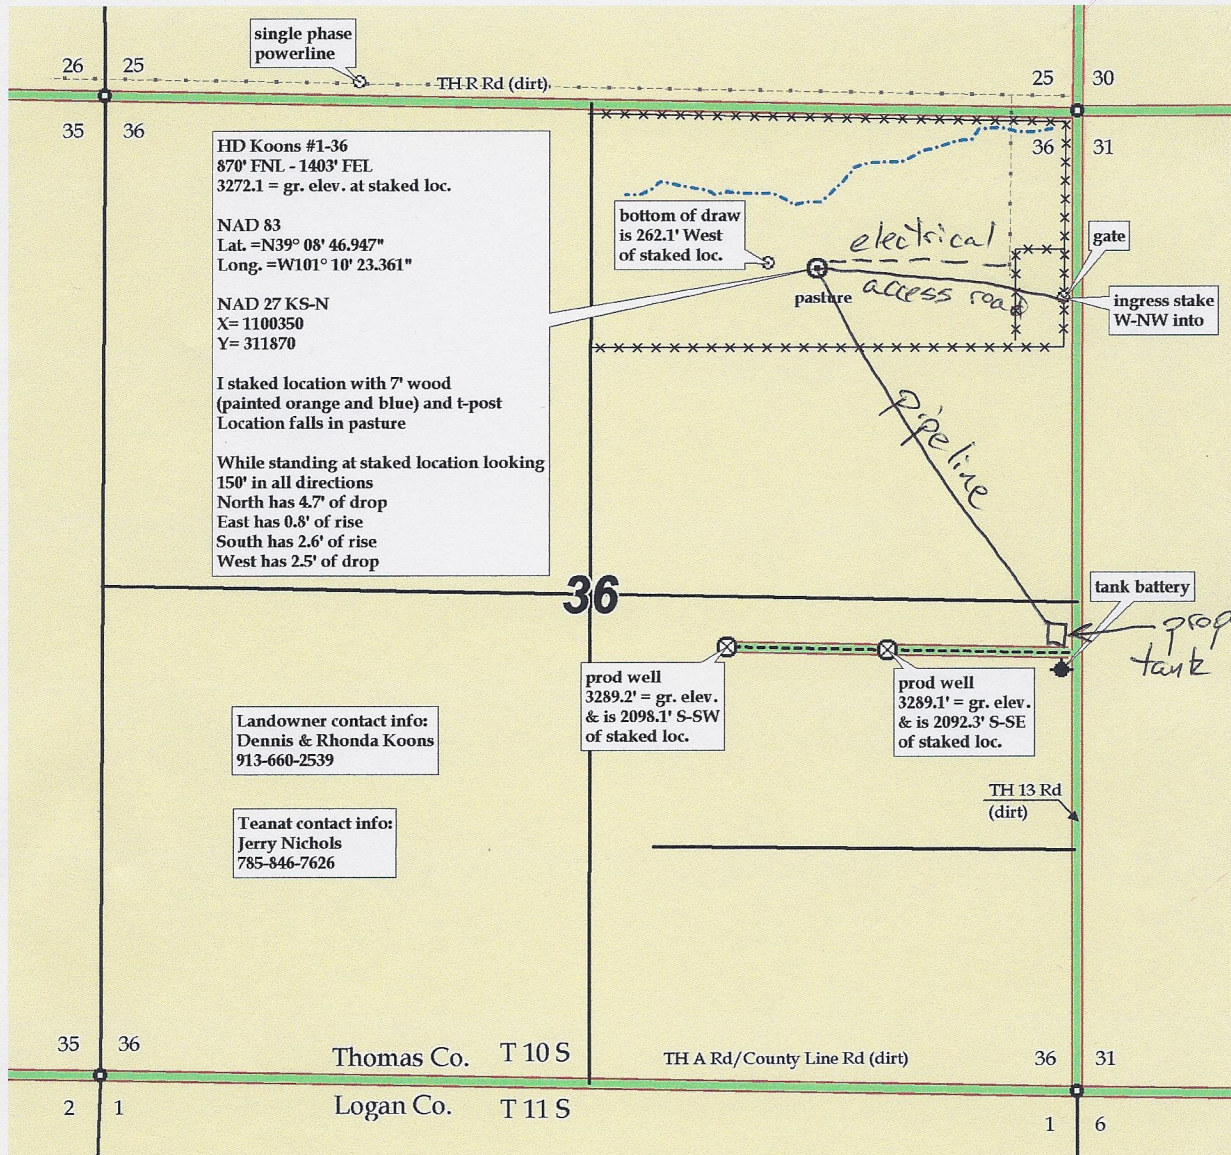 single phase
powerline
26 25
TH R Rd (dirt)
25 30
35 36
36 31
HD Koons #1-36
870' FNL - 1403' FEL
3272.1 = gr. elev. at staked loc.
NAD 83
Lat. =N39° 08' 46.947"
Long. =W101° 10' 23.361"
NAD 27 KS-N
X= 1100350
Y= 311870
I staked location with 7' wood
(painted orange and blue) and t-post
Location falls in pasture
While standing at staked location looking
150' in all directions
North has 4.7' of drop
East has 0.8' of rise
South has 2.6' of rise
West has 2.5' of drop
bottom of draw
is 262.1' West
of staked loc.
electrical
gate
pasture
access road
ingress stake
W-NW into
pipeline
36
tank battery
prop
tank
prod well
3289.2' = gr. elev.
& is 2098.1' S-SW
of staked loc.
prod well
3289.1' = gr. elev.
& is 2092.3' S-SE
of staked loc.
Landowner contact info:
Dennis & Rhonda Koons
913-660-2539
TH 13 Rd
(dirt)
Teanat contact info:
Jerry Nichols
785-846-7626
35 36
Thomas Co. T 10 S
TH A Rd/County Line Rd (dirt)
36 31
2 1
Logan Co. T 11 S
1 6